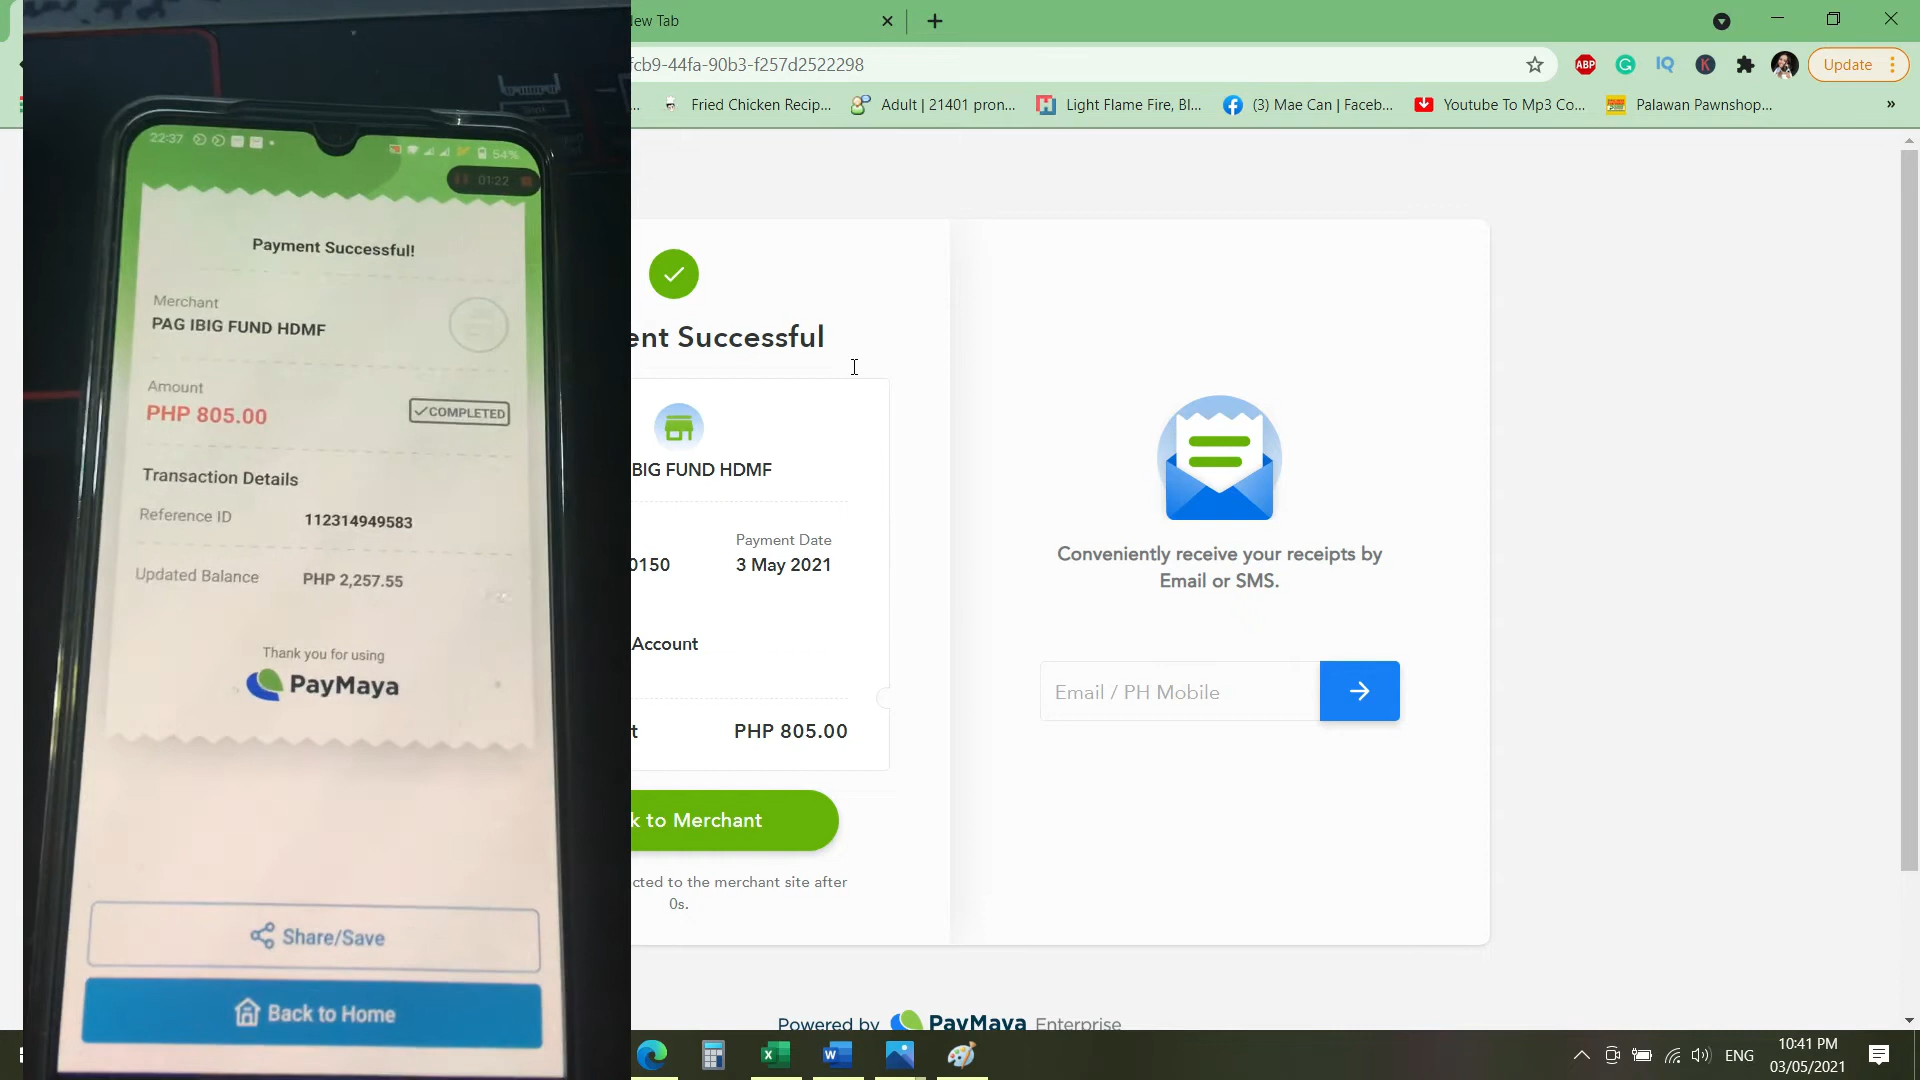 22:37
54%
01:22
Payment Successful!
Merchant
PAG IBIG FUND HDMF
Amount
PHP 805.00
COMPLETED
Transaction Details
Reference ID 112314949583
Updated Balance PHP 2,257.55
Thank you for using
PayMaya
Share/Save
Back to Home
ew Tab
fcb9-44fa-90b3-f257d2522298
ABP
G
IQ
K
Update
... Fried Chicken Recip... Adult | 21401 pron... Light Flame Fire, Bl... (3) Mae Can | Faceb... Youtube To Mp3 Co... Palawan Pawnshop... »
ent Successful
BIG FUND HDMF
Payment Date
0150 3 May 2021
Account
t PHP 805.00
k to Merchant
cted to the merchant site after
0s.
Conveniently receive your receipts by
Email or SMS.
Email / PH Mobile
Powered by PayMaya Enterprise
ENG
10:41 PM
03/05/2021